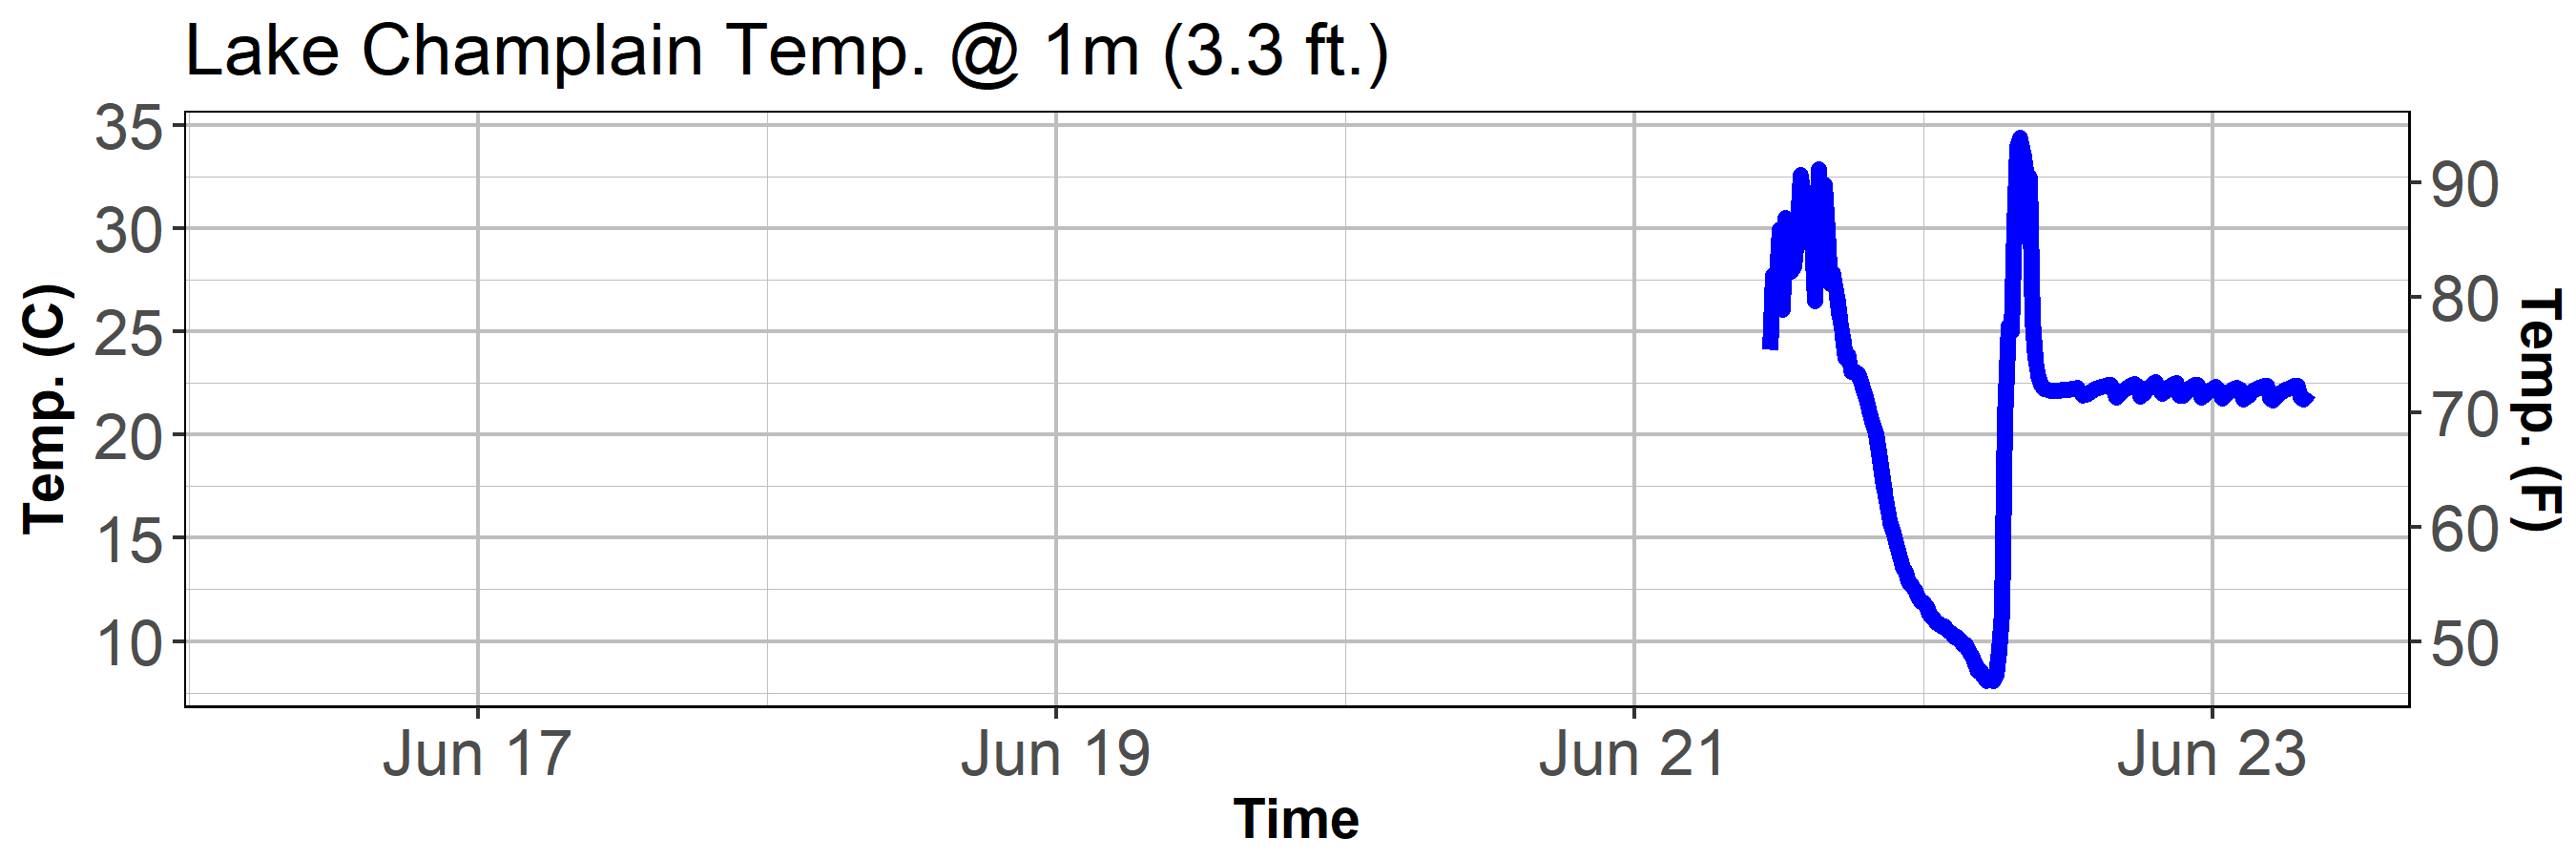 Lake Champlain Temp. @ 1m (3.3 ft.)
35
30
25
20
15
10
Temp. (C)
90
80
70
60
50
Temp. (F)
Jun 17
Jun 19
Jun 21
Jun 23
Time